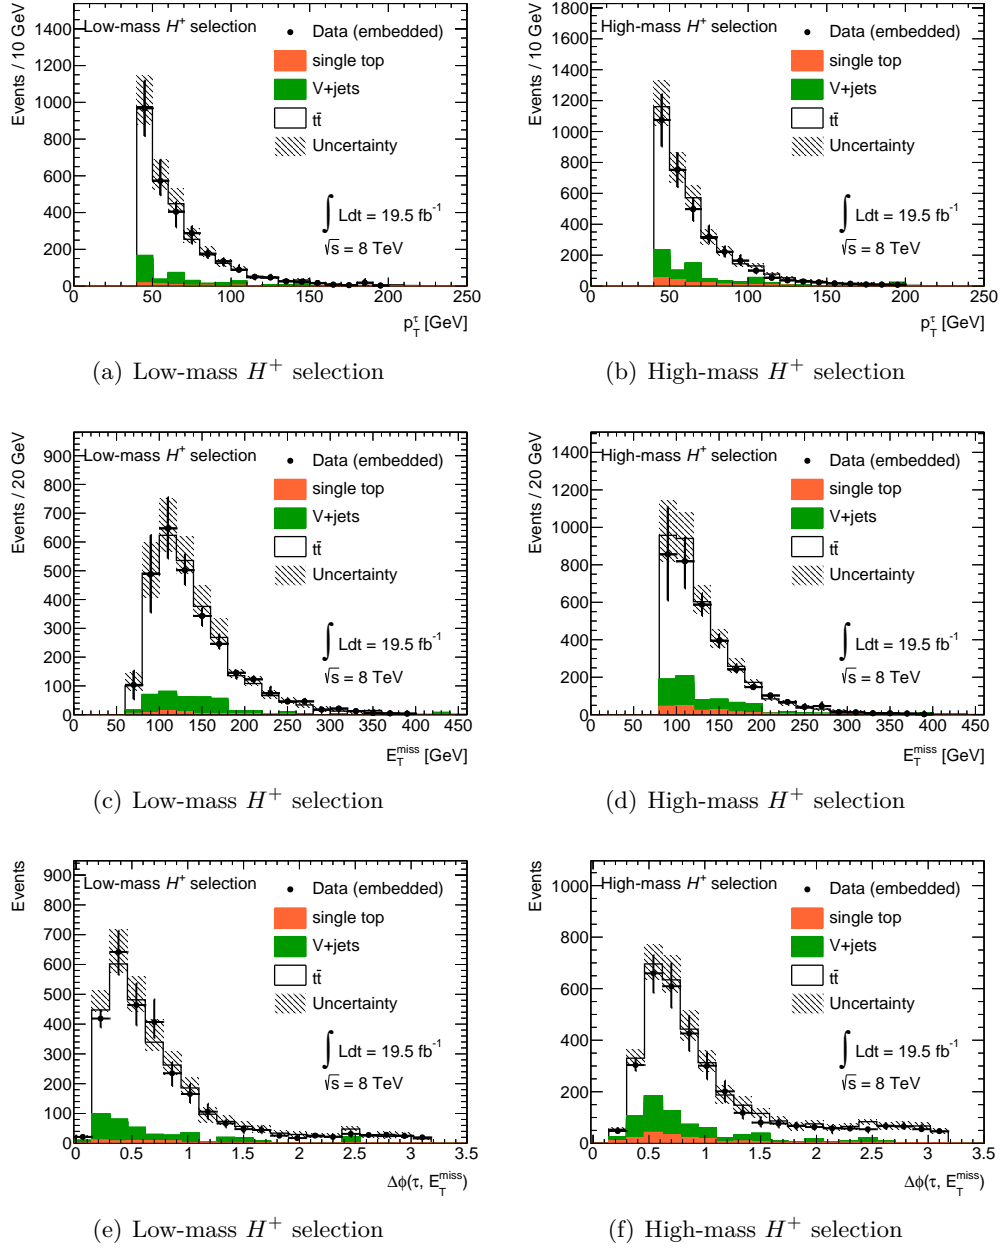 Events / 10 GeV
Low-mass H⁺ selection
Data (embedded)
single top
V+jets
tt̄
Uncertainty
∫ Ldt = 19.5 fb⁻¹
√s = 8 TeV
1400
1200
1000
800
600
400
200
0
0 50 100 150 200 250
p_T^τ [GeV]
(a) Low-mass H⁺ selection
Events / 10 GeV
High-mass H⁺ selection
Data (embedded)
single top
V+jets
tt̄
Uncertainty
∫ Ldt = 19.5 fb⁻¹
√s = 8 TeV
1800
1600
1400
1200
1000
800
600
400
200
0
0 50 100 150 200 250
p_T^τ [GeV]
(b) High-mass H⁺ selection
Events / 20 GeV
Low-mass H⁺ selection
Data (embedded)
single top
V+jets
tt̄
Uncertainty
∫ Ldt = 19.5 fb⁻¹
√s = 8 TeV
900
800
700
600
500
400
300
200
100
0
0 50 100 150 200 250 300 350 400 450
E_T^miss [GeV]
(c) Low-mass H⁺ selection
Events / 20 GeV
High-mass H⁺ selection
Data (embedded)
single top
V+jets
tt̄
Uncertainty
∫ Ldt = 19.5 fb⁻¹
√s = 8 TeV
1400
1200
1000
800
600
400
200
0
0 50 100 150 200 250 300 350 400 450
E_T^miss [GeV]
(d) High-mass H⁺ selection
Events
Low-mass H⁺ selection
Data (embedded)
single top
V+jets
tt̄
Uncertainty
∫ Ldt = 19.5 fb⁻¹
√s = 8 TeV
900
800
700
600
500
400
300
200
100
0
0 0.5 1 1.5 2 2.5 3 3.5
Δϕ(τ, E_T^miss)
(e) Low-mass H⁺ selection
Events
High-mass H⁺ selection
Data (embedded)
single top
V+jets
tt̄
Uncertainty
∫ Ldt = 19.5 fb⁻¹
√s = 8 TeV
1000
800
600
400
200
0
0 0.5 1 1.5 2 2.5 3 3.5
Δϕ(τ, E_T^miss)
(f) High-mass H⁺ selection